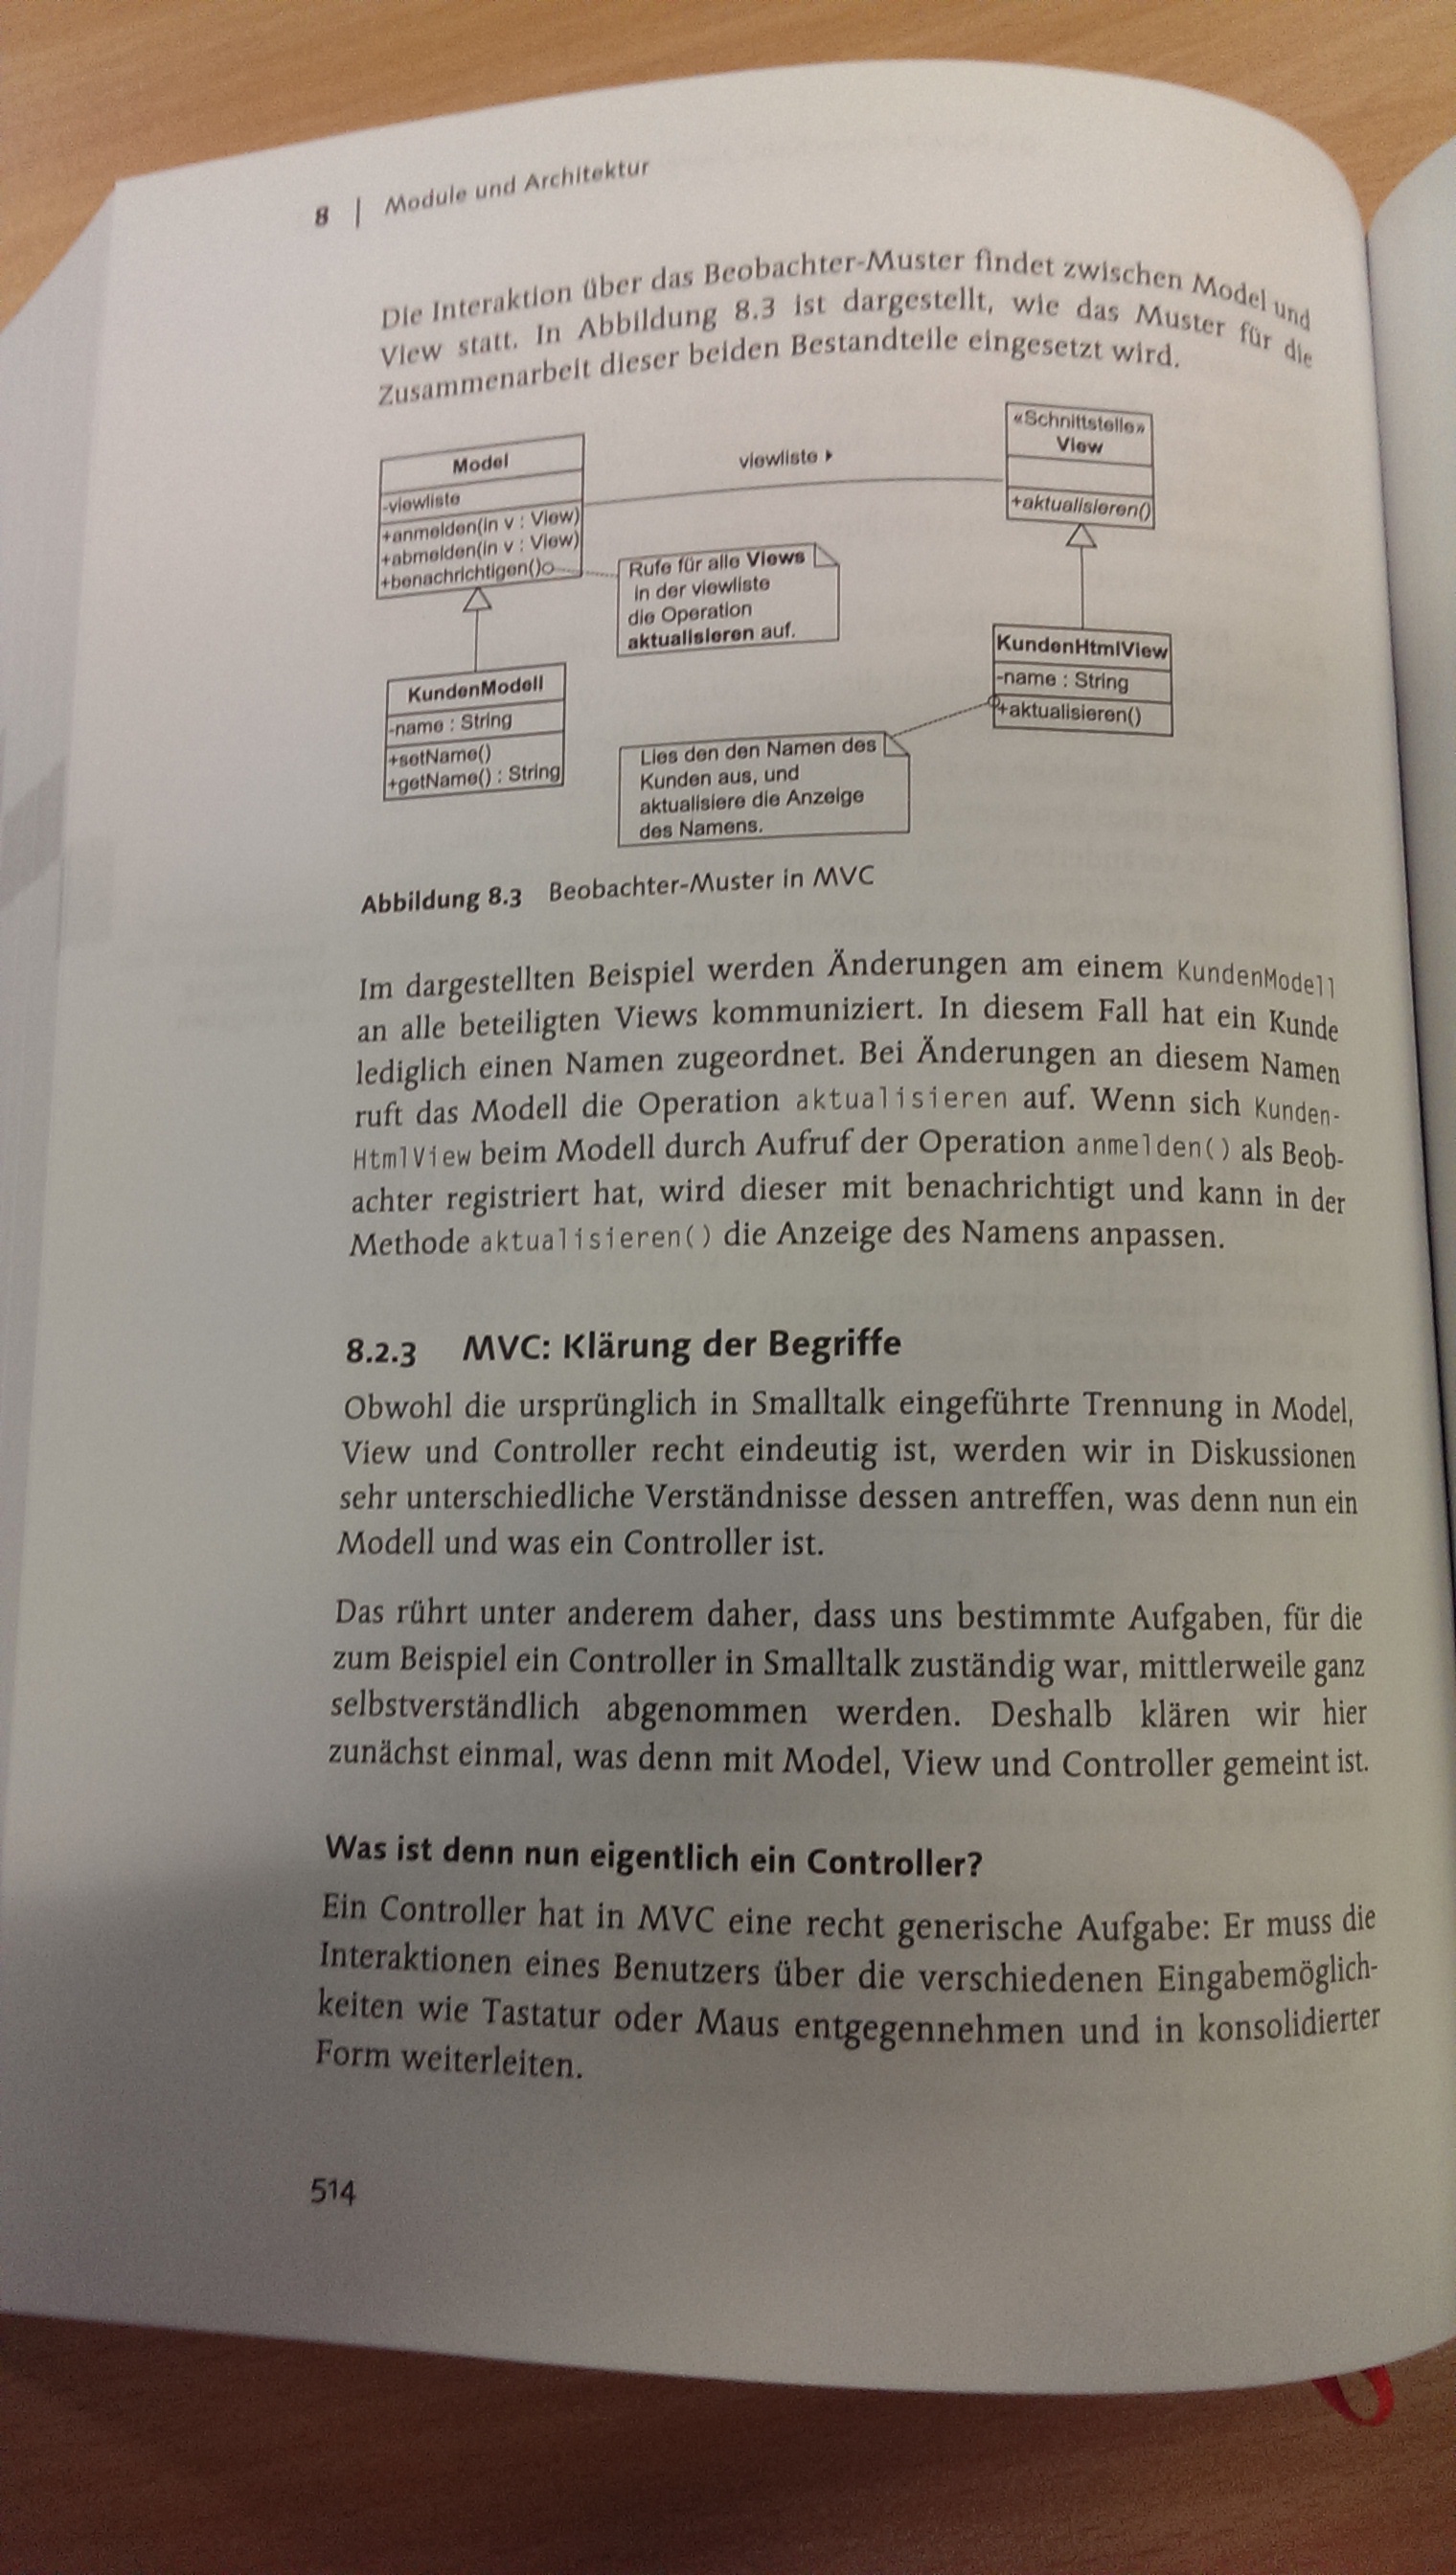 8 | Module und Architektur
Die Interaktion über das Beobachter-Muster findet zwischen Model und
View statt. In Abbildung 8.3 ist dargestellt, wie das Muster für die
Zusammenarbeit dieser beiden Bestandteile eingesetzt wird.
Model
-viewliste
+anmelden(in v : View)
+abmelden(in v : View)
+benachrichtigen()
viewliste
«Schnittstelle»
View
+aktualisieren()
Rufe für alle Views
in der viewliste
die Operation
aktualisieren auf.
KundenModell
-name : String
+setName()
+getName() : String
KundenHtmlView
-name : String
+aktualisieren()
Lies den den Namen des
Kunden aus, und
aktualisiere die Anzeige
des Namens.
Abbildung 8.3 Beobachter-Muster in MVC
Im dargestellten Beispiel werden Änderungen am einem KundenModell
an alle beteiligten Views kommuniziert. In diesem Fall hat ein Kunde
lediglich einen Namen zugeordnet. Bei Änderungen an diesem Namen
ruft das Modell die Operation aktualisieren auf. Wenn sich Kunden-
HtmlView beim Modell durch Aufruf der Operation anmelden() als Beob-
achter registriert hat, wird dieser mit benachrichtigt und kann in der
Methode aktualisieren() die Anzeige des Namens anpassen.
8.2.3 MVC: Klärung der Begriffe
Obwohl die ursprünglich in Smalltalk eingeführte Trennung in Model,
View und Controller recht eindeutig ist, werden wir in Diskussionen
sehr unterschiedliche Verständnisse dessen antreffen, was denn nun ein
Modell und was ein Controller ist.
Das rührt unter anderem daher, dass uns bestimmte Aufgaben, für die
zum Beispiel ein Controller in Smalltalk zuständig war, mittlerweile ganz
selbstverständlich abgenommen werden. Deshalb klären wir hier
zunächst einmal, was denn mit Model, View und Controller gemeint ist.
Was ist denn nun eigentlich ein Controller?
Ein Controller hat in MVC eine recht generische Aufgabe: Er muss die
Interaktionen eines Benutzers über die verschiedenen Eingabemöglich-
keiten wie Tastatur oder Maus entgegennehmen und in konsolidierter
Form weiterleiten.
514